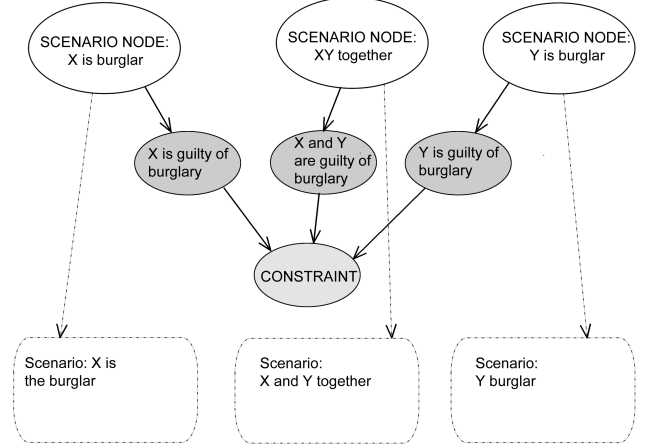 SCENARIO NODE:
X is burglar
SCENARIO NODE:
XY together
SCENARIO NODE:
Y is burglar
X is guilty of
burglary
X and Y
are guilty of
burglary
Y is guilty of
burglary
CONSTRAINT
Scenario: X is
the burglar
Scenario:
X and Y together
Scenario:
Y burglar